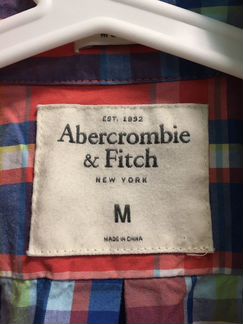 EST. 1892
Abercrombie
& Fitch
NEW YORK
M
MADE IN CHINA